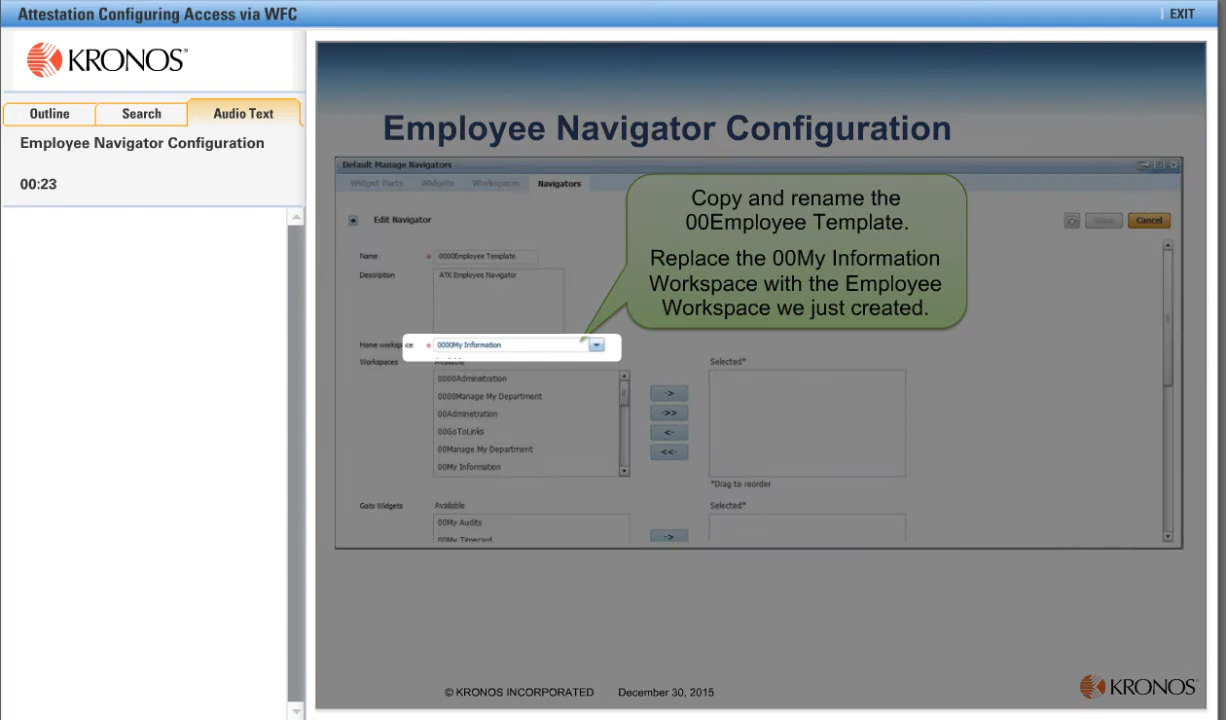 Attestation Configuring Access via WFC
EXIT
KRONOS®
Outline
Search
Audio Text
Employee Navigator Configuration
00:23
Employee Navigator Configuration
Default Manage Navigators
Widget Parts
Widgets
Workspaces
Navigators
Edit Navigator
Cancel
Copy and rename the
00Employee Template.
Replace the 00My Information
Workspace with the Employee
Workspace we just created.
Name
* 0000Employee Template
Description
ATK Employee Navigator
Home workspace
* 0000My Information
Workspaces
Available
Selected*
0000Administration
0000Manage My Department
00Administration
00GoToLinks
00Manage My Department
00My Information
->
->>
<-
<<-
*Drag to reorder
Goto Widgets
Available
Selected*
00My Audits
00My Timecard
->
© KRONOS INCORPORATED
December 30, 2015
KRONOS®